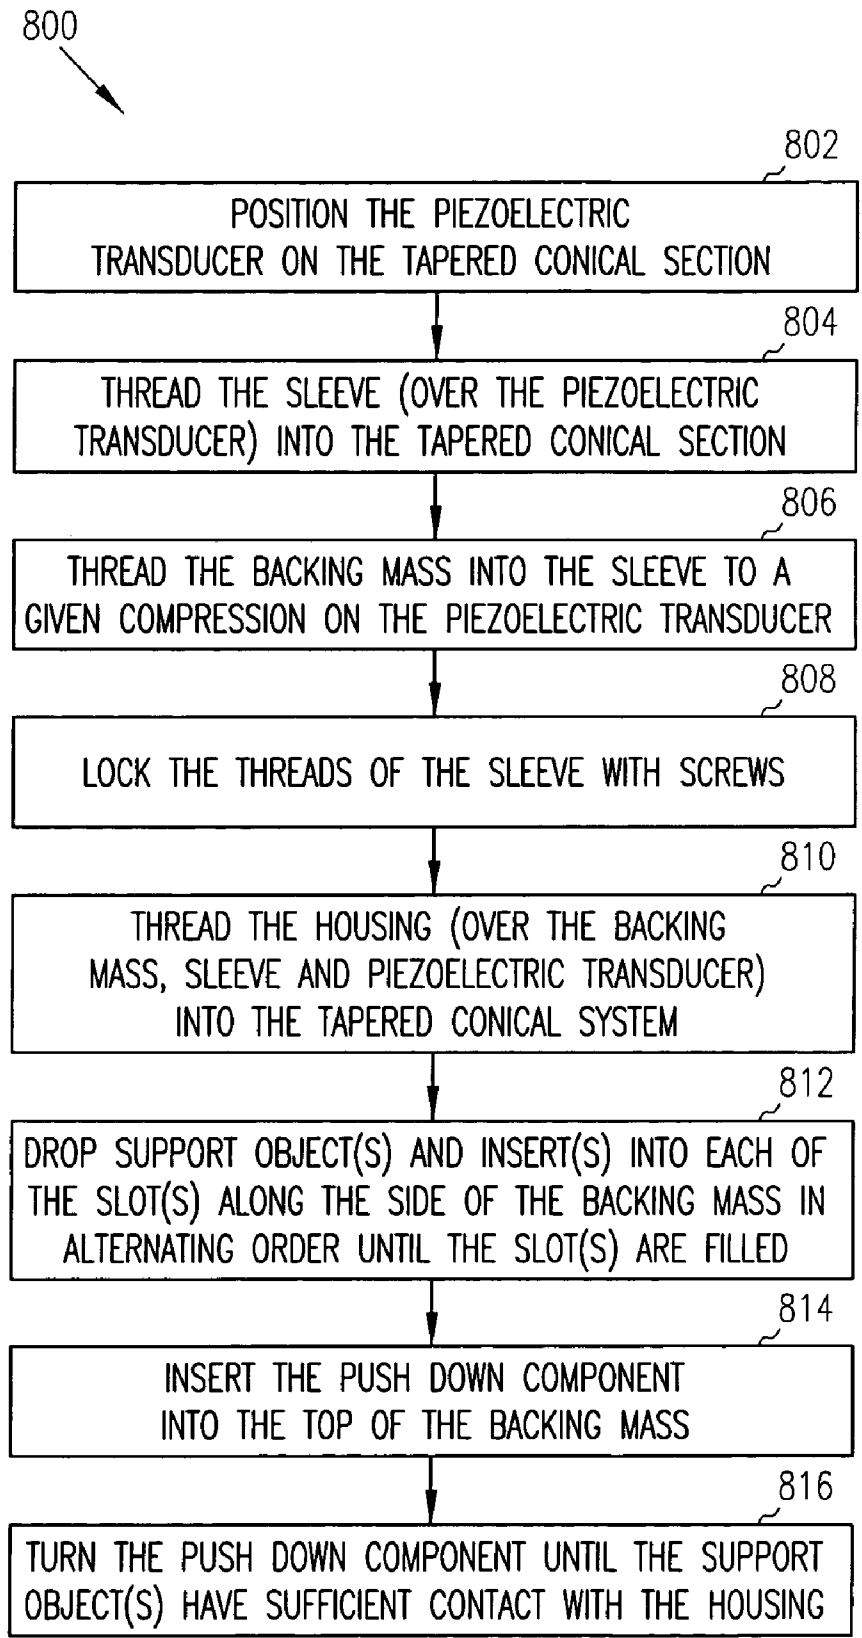 800
802
POSITION THE PIEZOELECTRIC
TRANSDUCER ON THE TAPERED CONICAL SECTION
804
THREAD THE SLEEVE (OVER THE PIEZOELECTRIC
TRANSDUCER) INTO THE TAPERED CONICAL SECTION
806
THREAD THE BACKING MASS INTO THE SLEEVE TO A
GIVEN COMPRESSION ON THE PIEZOELECTRIC TRANSDUCER
808
LOCK THE THREADS OF THE SLEEVE WITH SCREWS
810
THREAD THE HOUSING (OVER THE BACKING
MASS, SLEEVE AND PIEZOELECTRIC TRANSDUCER)
INTO THE TAPERED CONICAL SYSTEM
812
DROP SUPPORT OBJECT(S) AND INSERT(S) INTO EACH OF
THE SLOT(S) ALONG THE SIDE OF THE BACKING MASS IN
ALTERNATING ORDER UNTIL THE SLOT(S) ARE FILLED
814
INSERT THE PUSH DOWN COMPONENT
INTO THE TOP OF THE BACKING MASS
816
TURN THE PUSH DOWN COMPONENT UNTIL THE SUPPORT
OBJECT(S) HAVE SUFFICIENT CONTACT WITH THE HOUSING